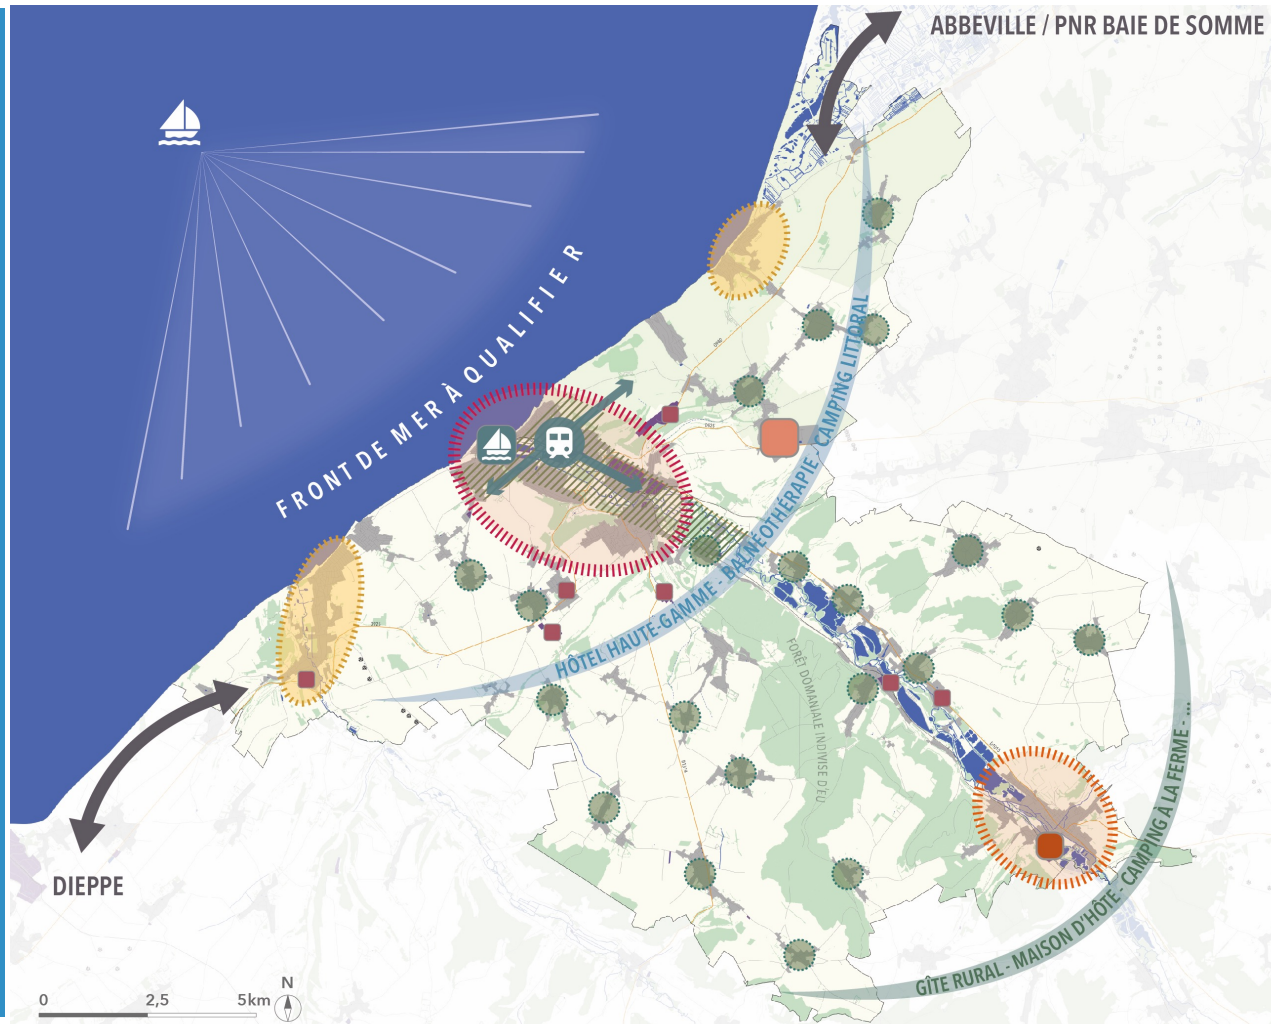 ABBEVILLE / PNR BAIE DE SOMME
FRONT DE MER À QUALIFIER
HÔTEL HAUTE-GAMME - BALNÉOTHÉRAPIE - CAMPING LITTORAL
FORÊT DOMANIALE INDIVISE D'EU
GÎTE RURAL - MAISON D'HÔTE - CAMPING À LA FERME - ...
DIEPPE
0 2,5 5km
N